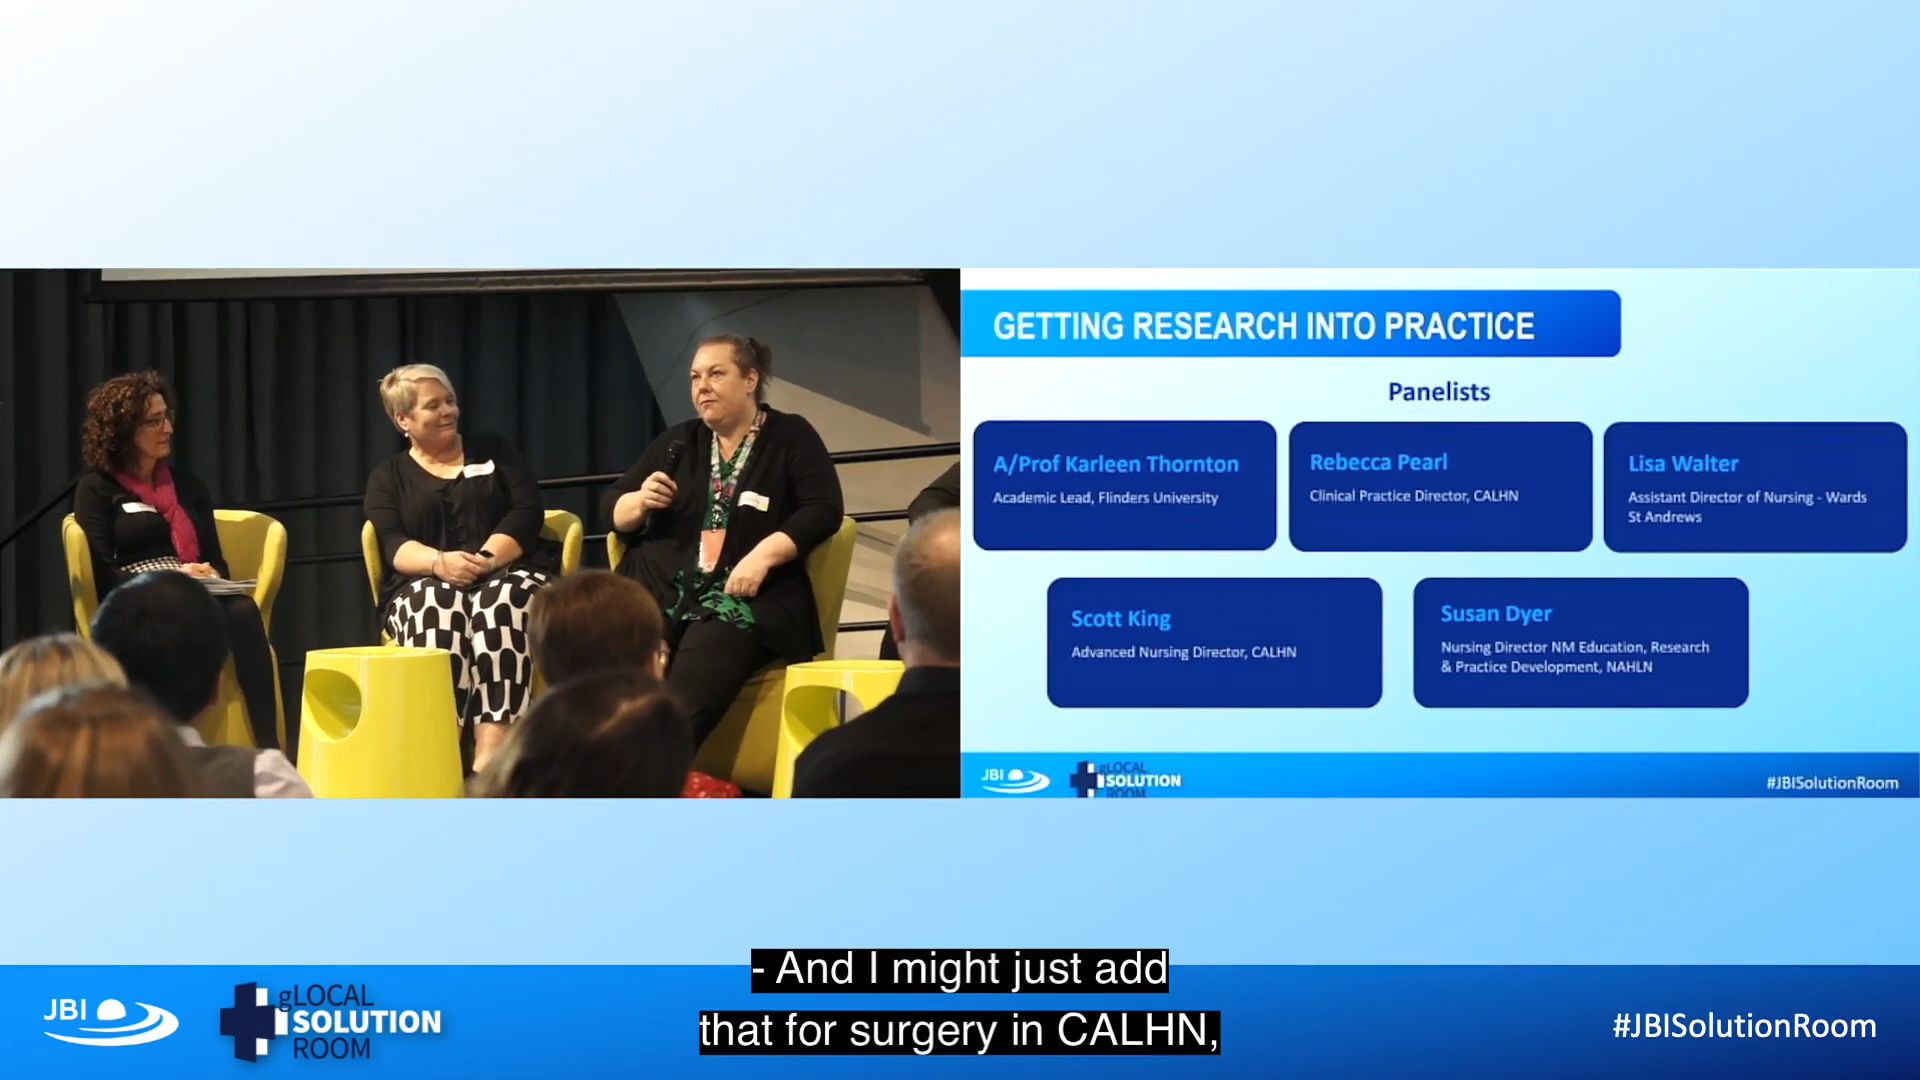 GETTING RESEARCH INTO PRACTICE
Panelists
A/Prof Karleen Thornton
Academic Lead, Flinders University
Rebecca Pearl
Clinical Practice Director, CALHN
Lisa Walter
Assistant Director of Nursing - Wards
St Andrews
Scott King
Advanced Nursing Director, CALHN
Susan Dyer
Nursing Director NM Education, Research
& Practice Development, NAHLN
JBI
gLOCAL
SOLUTION
ROOM
#JBISolutionRoom
- And I might just add
that for surgery in CALHN,
JBI
gLOCAL
SOLUTION
ROOM
#JBISolutionRoom